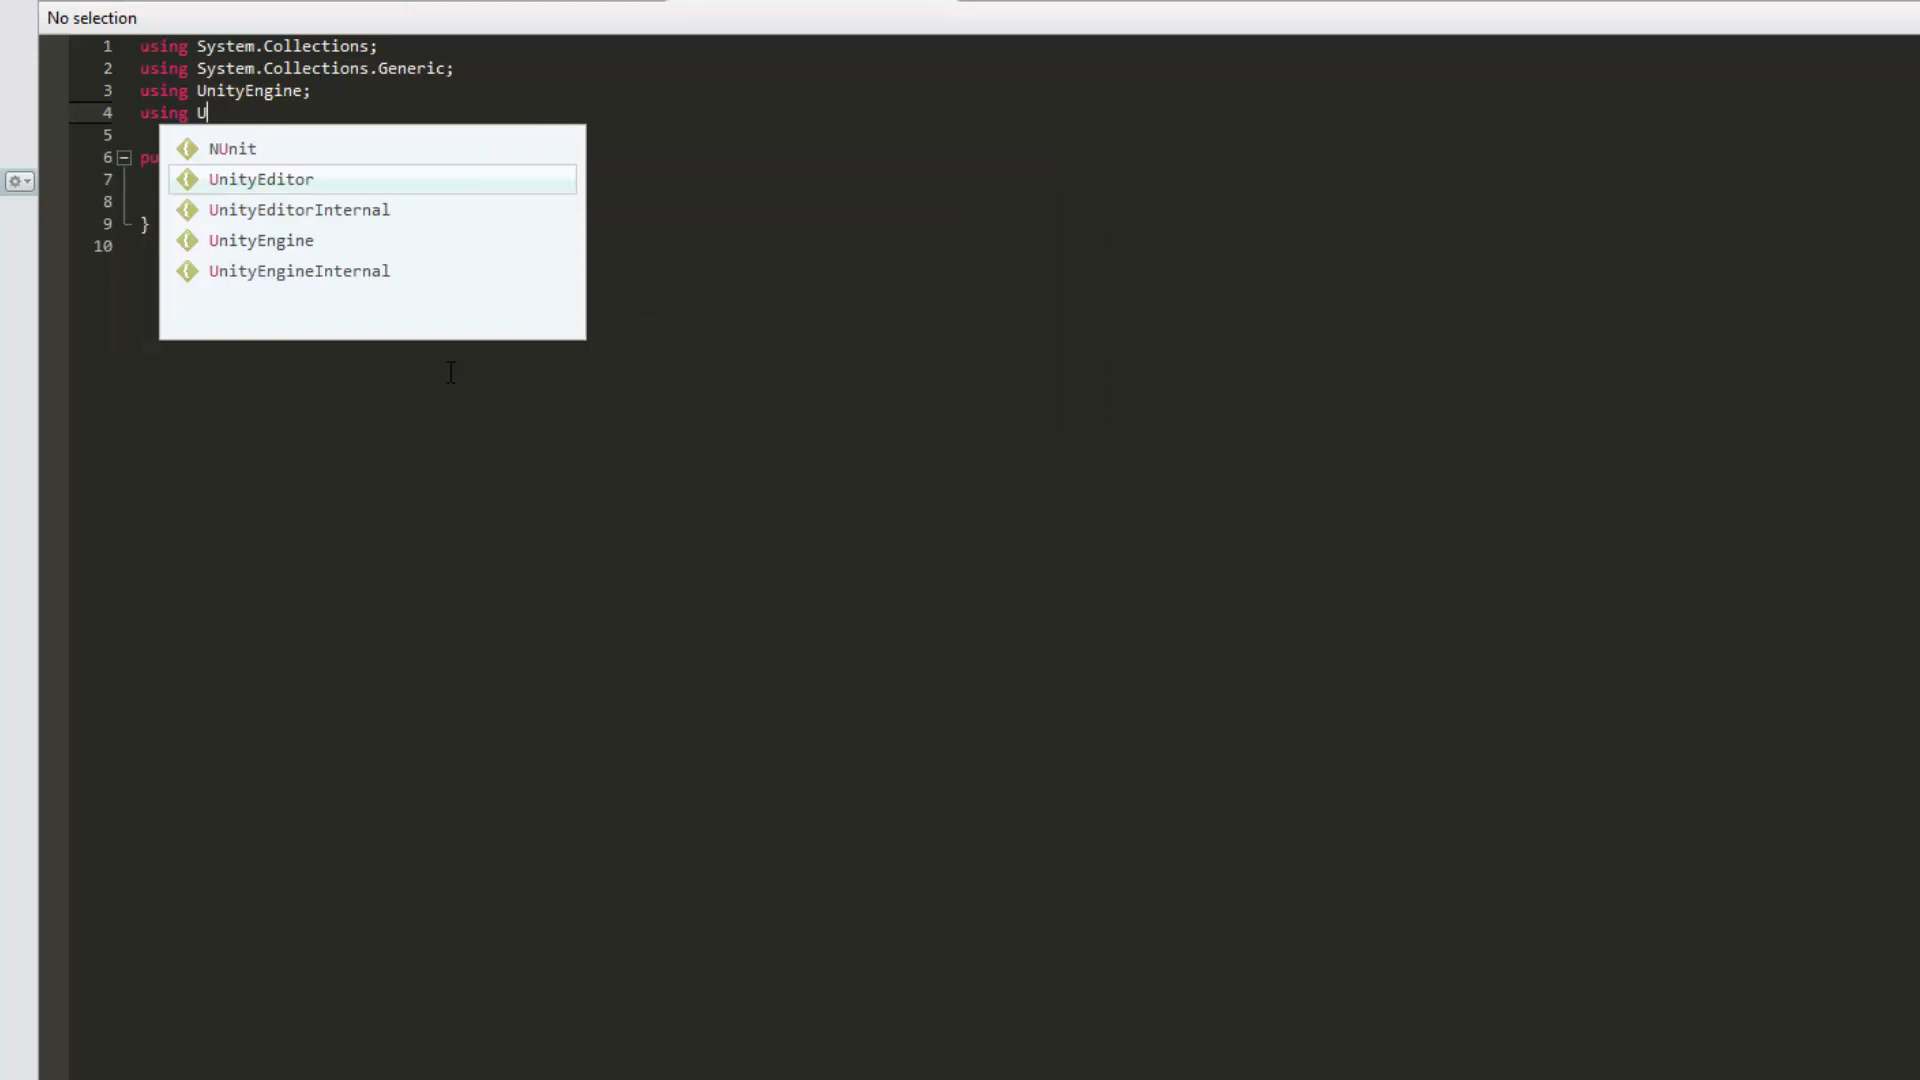 No selection
1 using System.Collections;
2 using System.Collections.Generic;
3 using UnityEngine;
4 using U
5
NUnit
6 pu
7 UnityEditor
8 UnityEditorInternal
9 }
10 UnityEngine
UnityEngineInternal